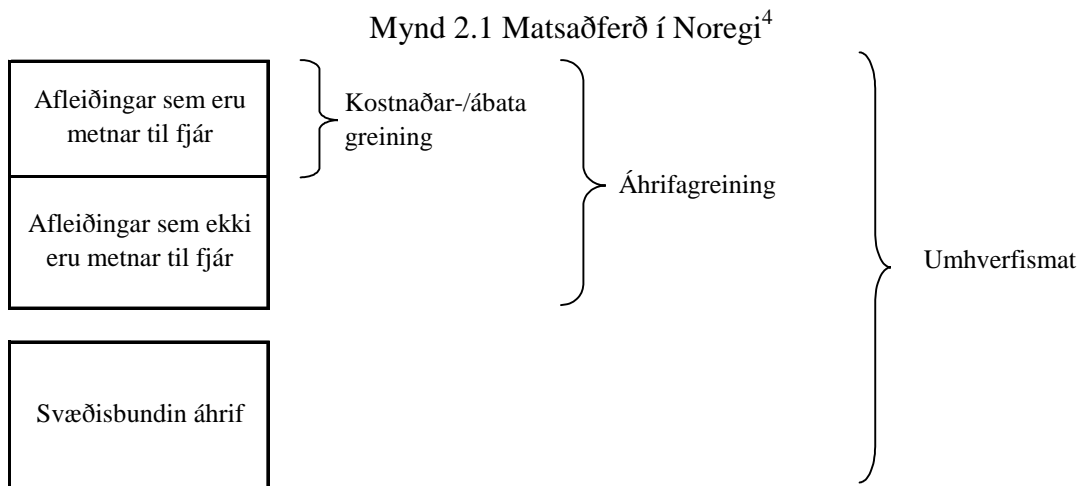 Mynd 2.1 Matsaðferð í Noregi4
Afleiðingar sem eru
metnar til fjár
Kostnaðar-/ábata
greining
Áhrifagreining
Afleiðingar sem ekki
eru metnar til fjár
Umhverfismat
Svæðisbundin áhrif